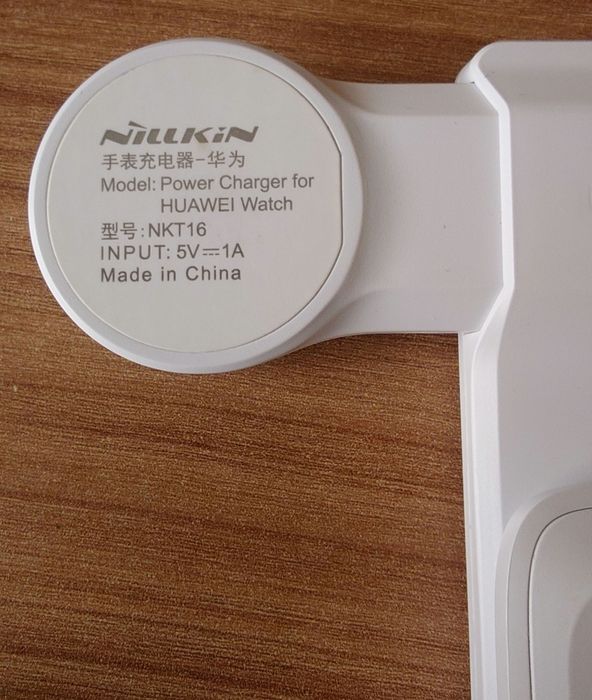 NILLKIN
手表充电器-华为
Model: Power Charger for
HUAWEI Watch
型号: NKT16
INPUT: 5V⎓1A
Made in China